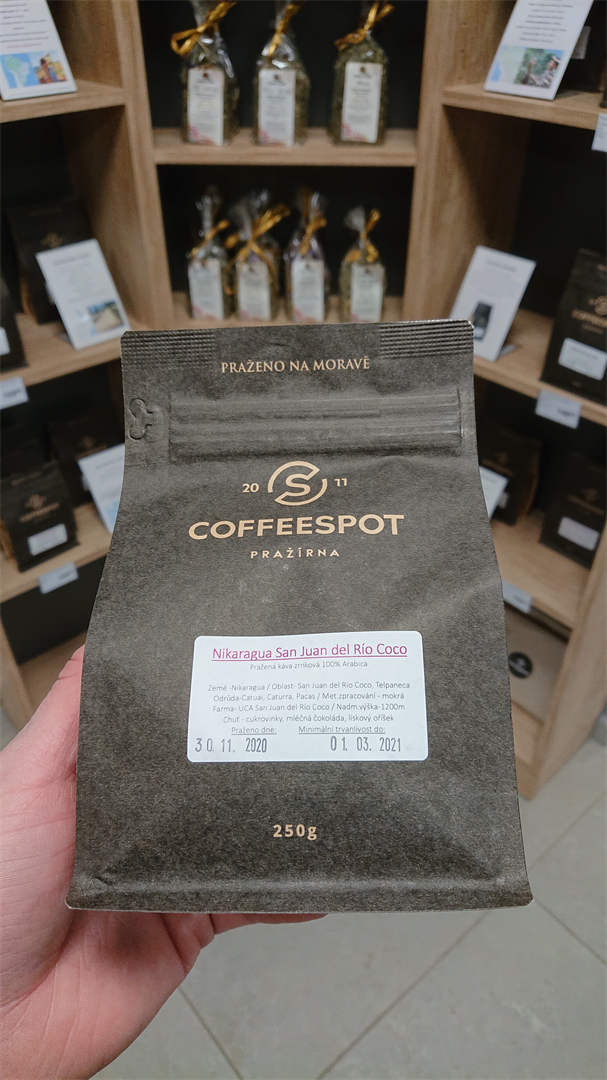 PRAŽENO NA MORAVĚ
20 S 11
COFFEESPOT
PRAŽÍRNA
Nikaragua San Juan del Río Coco
Pražená káva zrnková 100% Arabica
Země -Nikaragua / Oblast- San Juan del Río Coco, Telpaneca
Odrůda-Catuai, Caturra, Pacas / Met.zpracování - mokrá
Farma- UCA San Juan del Río Coco / Nadm.výška-1200m
Chuť - cukrovinky, mléčná čokoláda, lískový oříšek
Praženo dne: Minimální trvanlivost do:
30. 11. 2020 01. 03. 2021
250g